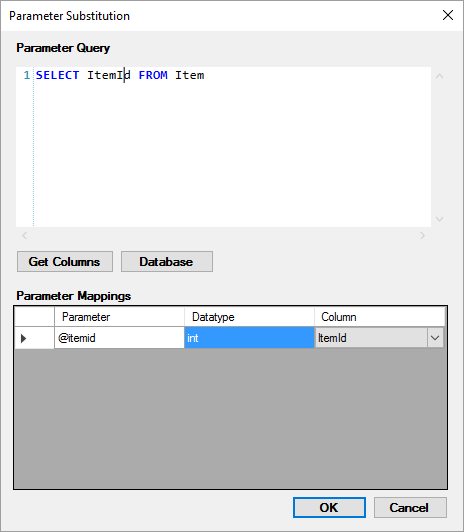 Parameter Substitution
Parameter Query
1 SELECT ItemId FROM Item
Get Columns Database
Parameter Mappings
Parameter Datatype Column
@itemid int ItemId
OK Cancel